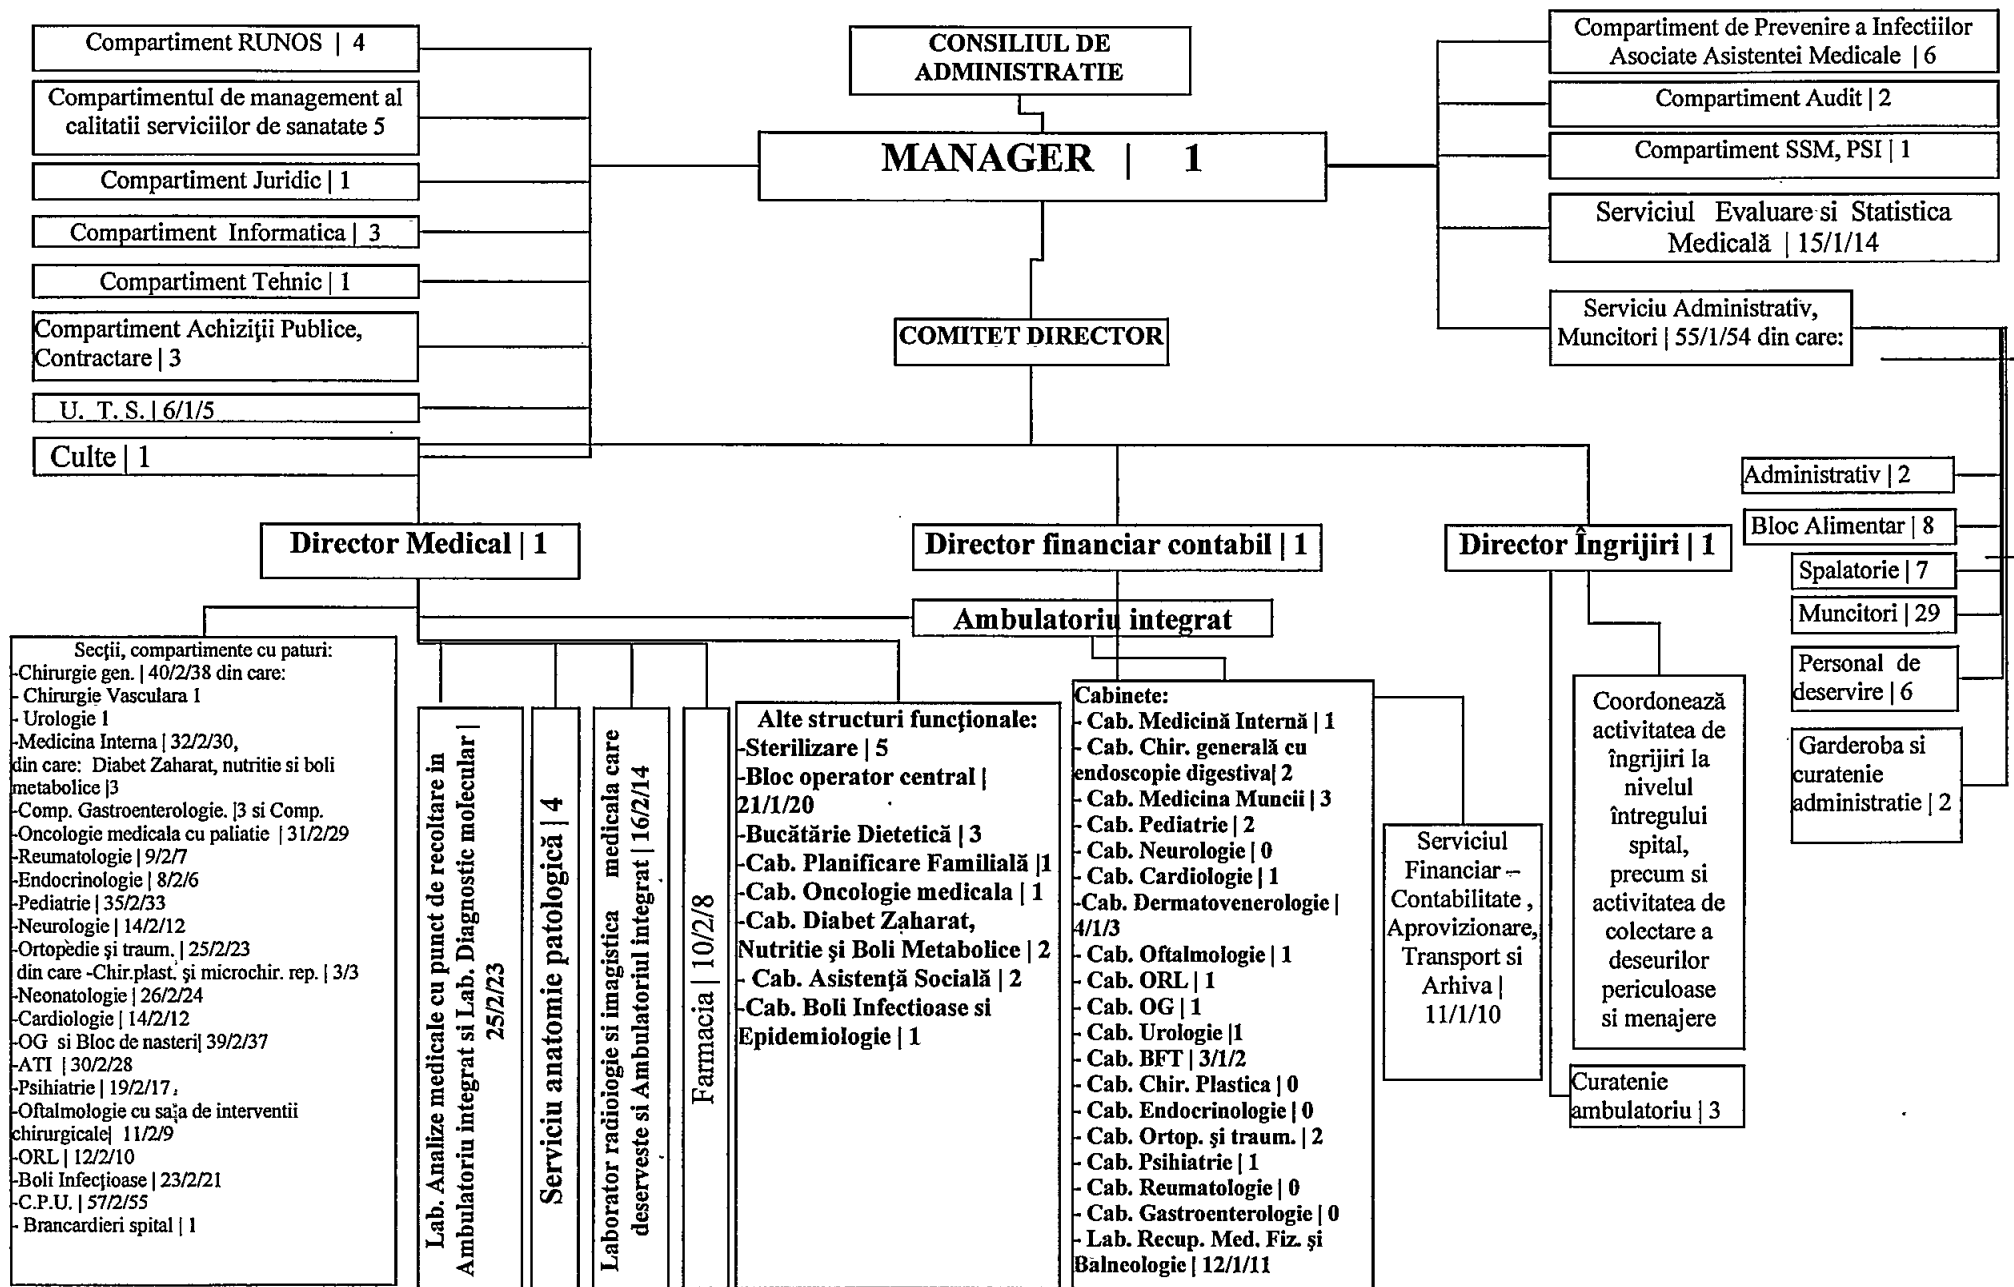 Compartiment RUNOS | 4
Compartimentul de management al
calitatii serviciilor de sanatate 5
Compartiment Juridic | 1
Compartiment Informatica | 3
Compartiment Tehnic | 1
Compartiment Achiziţii Publice,
Contractare | 3
U. T. S. | 6/1/5
Culte | 1
CONSILIUL DE
ADMINISTRATIE
MANAGER | 1
COMITET DIRECTOR
Compartiment de Prevenire a Infectiilor
Asociate Asistentei Medicale | 6
Compartiment Audit | 2
Compartiment SSM, PSI | 1
Serviciul Evaluare si Statistica
Medicală | 15/1/14
Serviciu Administrativ,
Muncitori | 55/1/54 din care:
Administrativ | 2
Bloc Alimentar | 8
Spalatorie | 7
Muncitori | 29
Personal de
deservire | 6
Garderoba si
curatenie
administratie | 2
Director Medical | 1
Director financiar contabil | 1
Director Îngrijiri | 1
Ambulatoriu integrat
Secţii, compartimente cu paturi:
-Chirurgie gen. | 40/2/38 din care:
- Chirurgie Vasculara 1
- Urologie 1
-Medicina Interna | 32/2/30,
din care: Diabet Zaharat, nutritie si boli
metabolice |3
-Comp. Gastroenterologie. |3 si Comp.
Oncologie medicala cu paliatie | 31/2/29
-Reumatologie | 9/2/7
-Endocrinologie | 8/2/6
-Pediatrie | 35/2/33
-Neurologie | 14/2/12
-Ortopedie şi traum. | 25/2/23
din care -Chir.plast. şi microchir. rep. | 3/3
-Neonatologie | 26/2/24
-Cardiologie | 14/2/12
-OG si Bloc de nasteri| 39/2/37
-ATI | 30/2/28
-Psihiatrie | 19/2/17
-Oftalmologie cu sala de interventii
chirurgicale| 11/2/9
-ORL | 12/2/10
-Boli Infecţioase | 23/2/21
-C.P.U. | 57/2/55
- Brancardieri spital | 1
Lab. Analize medicale cu punct de recoltare in
Ambulatoriu integrat si Lab. Diagnostic molecular |
25/2/23
Serviciu anatomie patologică | 4
Laborator radioiogie si imagistica medicala care
deserveste si Ambulatoriul integrat | 16/2/14
Farmacia | 10/2/8
Alte structuri funcţionale:
-Sterilizare | 5
-Bloc operator central |
21/1/20
-Bucătărie Dietetică | 3
-Cab. Planificare Familială |1
-Cab. Oncologie medicala | 1
-Cab. Diabet Zaharat,
Nutritie şi Boli Metabolice | 2
- Cab. Asistenţă Socială | 2
-Cab. Boli Infectioase si
Epidemiologie | 1
Cabinete:
- Cab. Medicină Internă | 1
- Cab. Chir. generală cu
endoscopie digestiva| 2
- Cab. Medicina Muncii | 3
- Cab. Pediatrie | 2
- Cab. Neurologie | 0
- Cab. Cardiologie | 1
-Cab. Dermatovenerologie |
4/1/3
- Cab. Oftalmologie | 1
- Cab. ORL | 1
- Cab. OG | 1
- Cab. Urologie |1
- Cab. BFT | 3/1/2
- Cab. Chir. Plastica | 0
- Cab. Endocrinologie | 0
- Cab. Ortop. şi traum. | 2
- Cab. Psihiatrie | 1
- Cab. Reumatologie | 0
- Cab. Gastroenterologie | 0
- Lab. Recup. Med. Fiz. şi
Balneologie | 12/1/11
Serviciul
Financiar –
Contabilitate ,
Aprovizionare,
Transport si
Arhiva |
11/1/10
Coordonează
activitatea de
îngrijiri la
nivelul
întregului
spital,
precum si
activitatea de
colectare a
deseurilor
periculoase
si menajere
Curatenie
ambulatoriu | 3